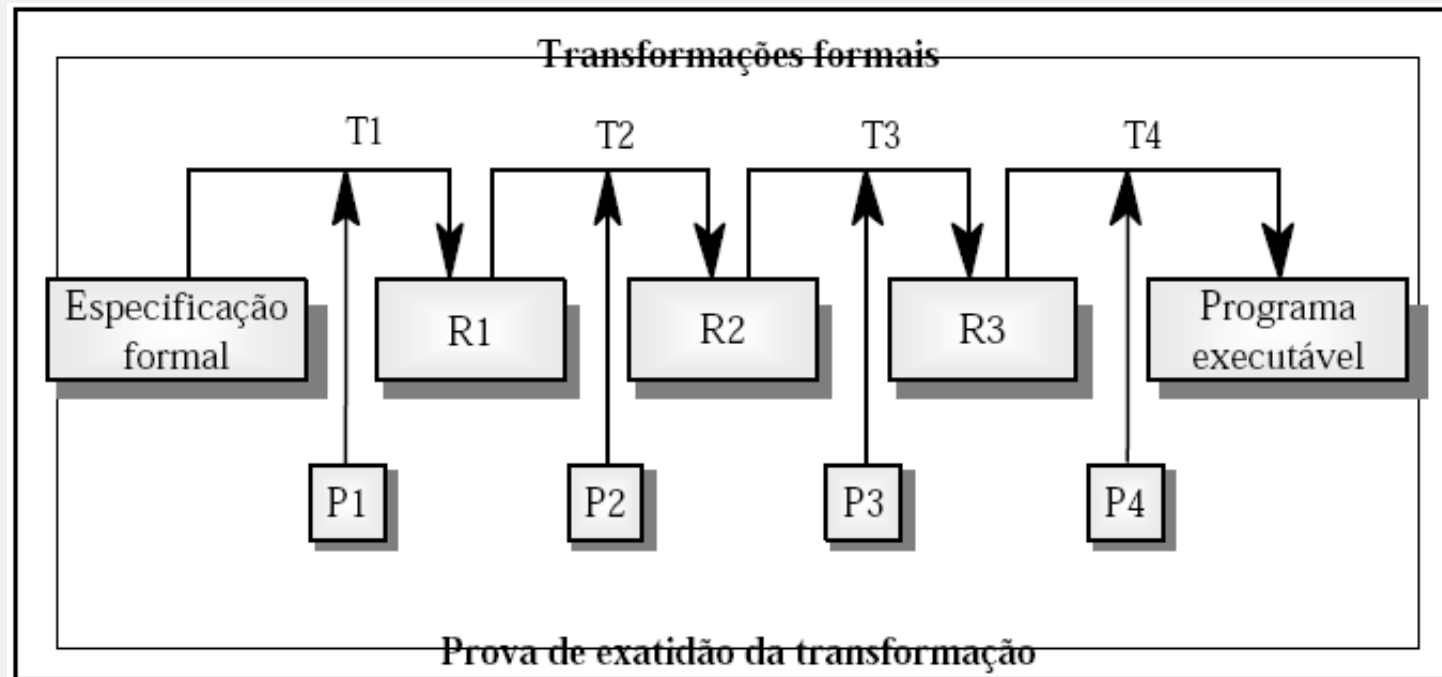 Transformações formais
T1
T2
T3
T4
Especificação
formal
R1
R2
R3
Programa
executável
P1
P2
P3
P4
Prova de exatidão da transformação